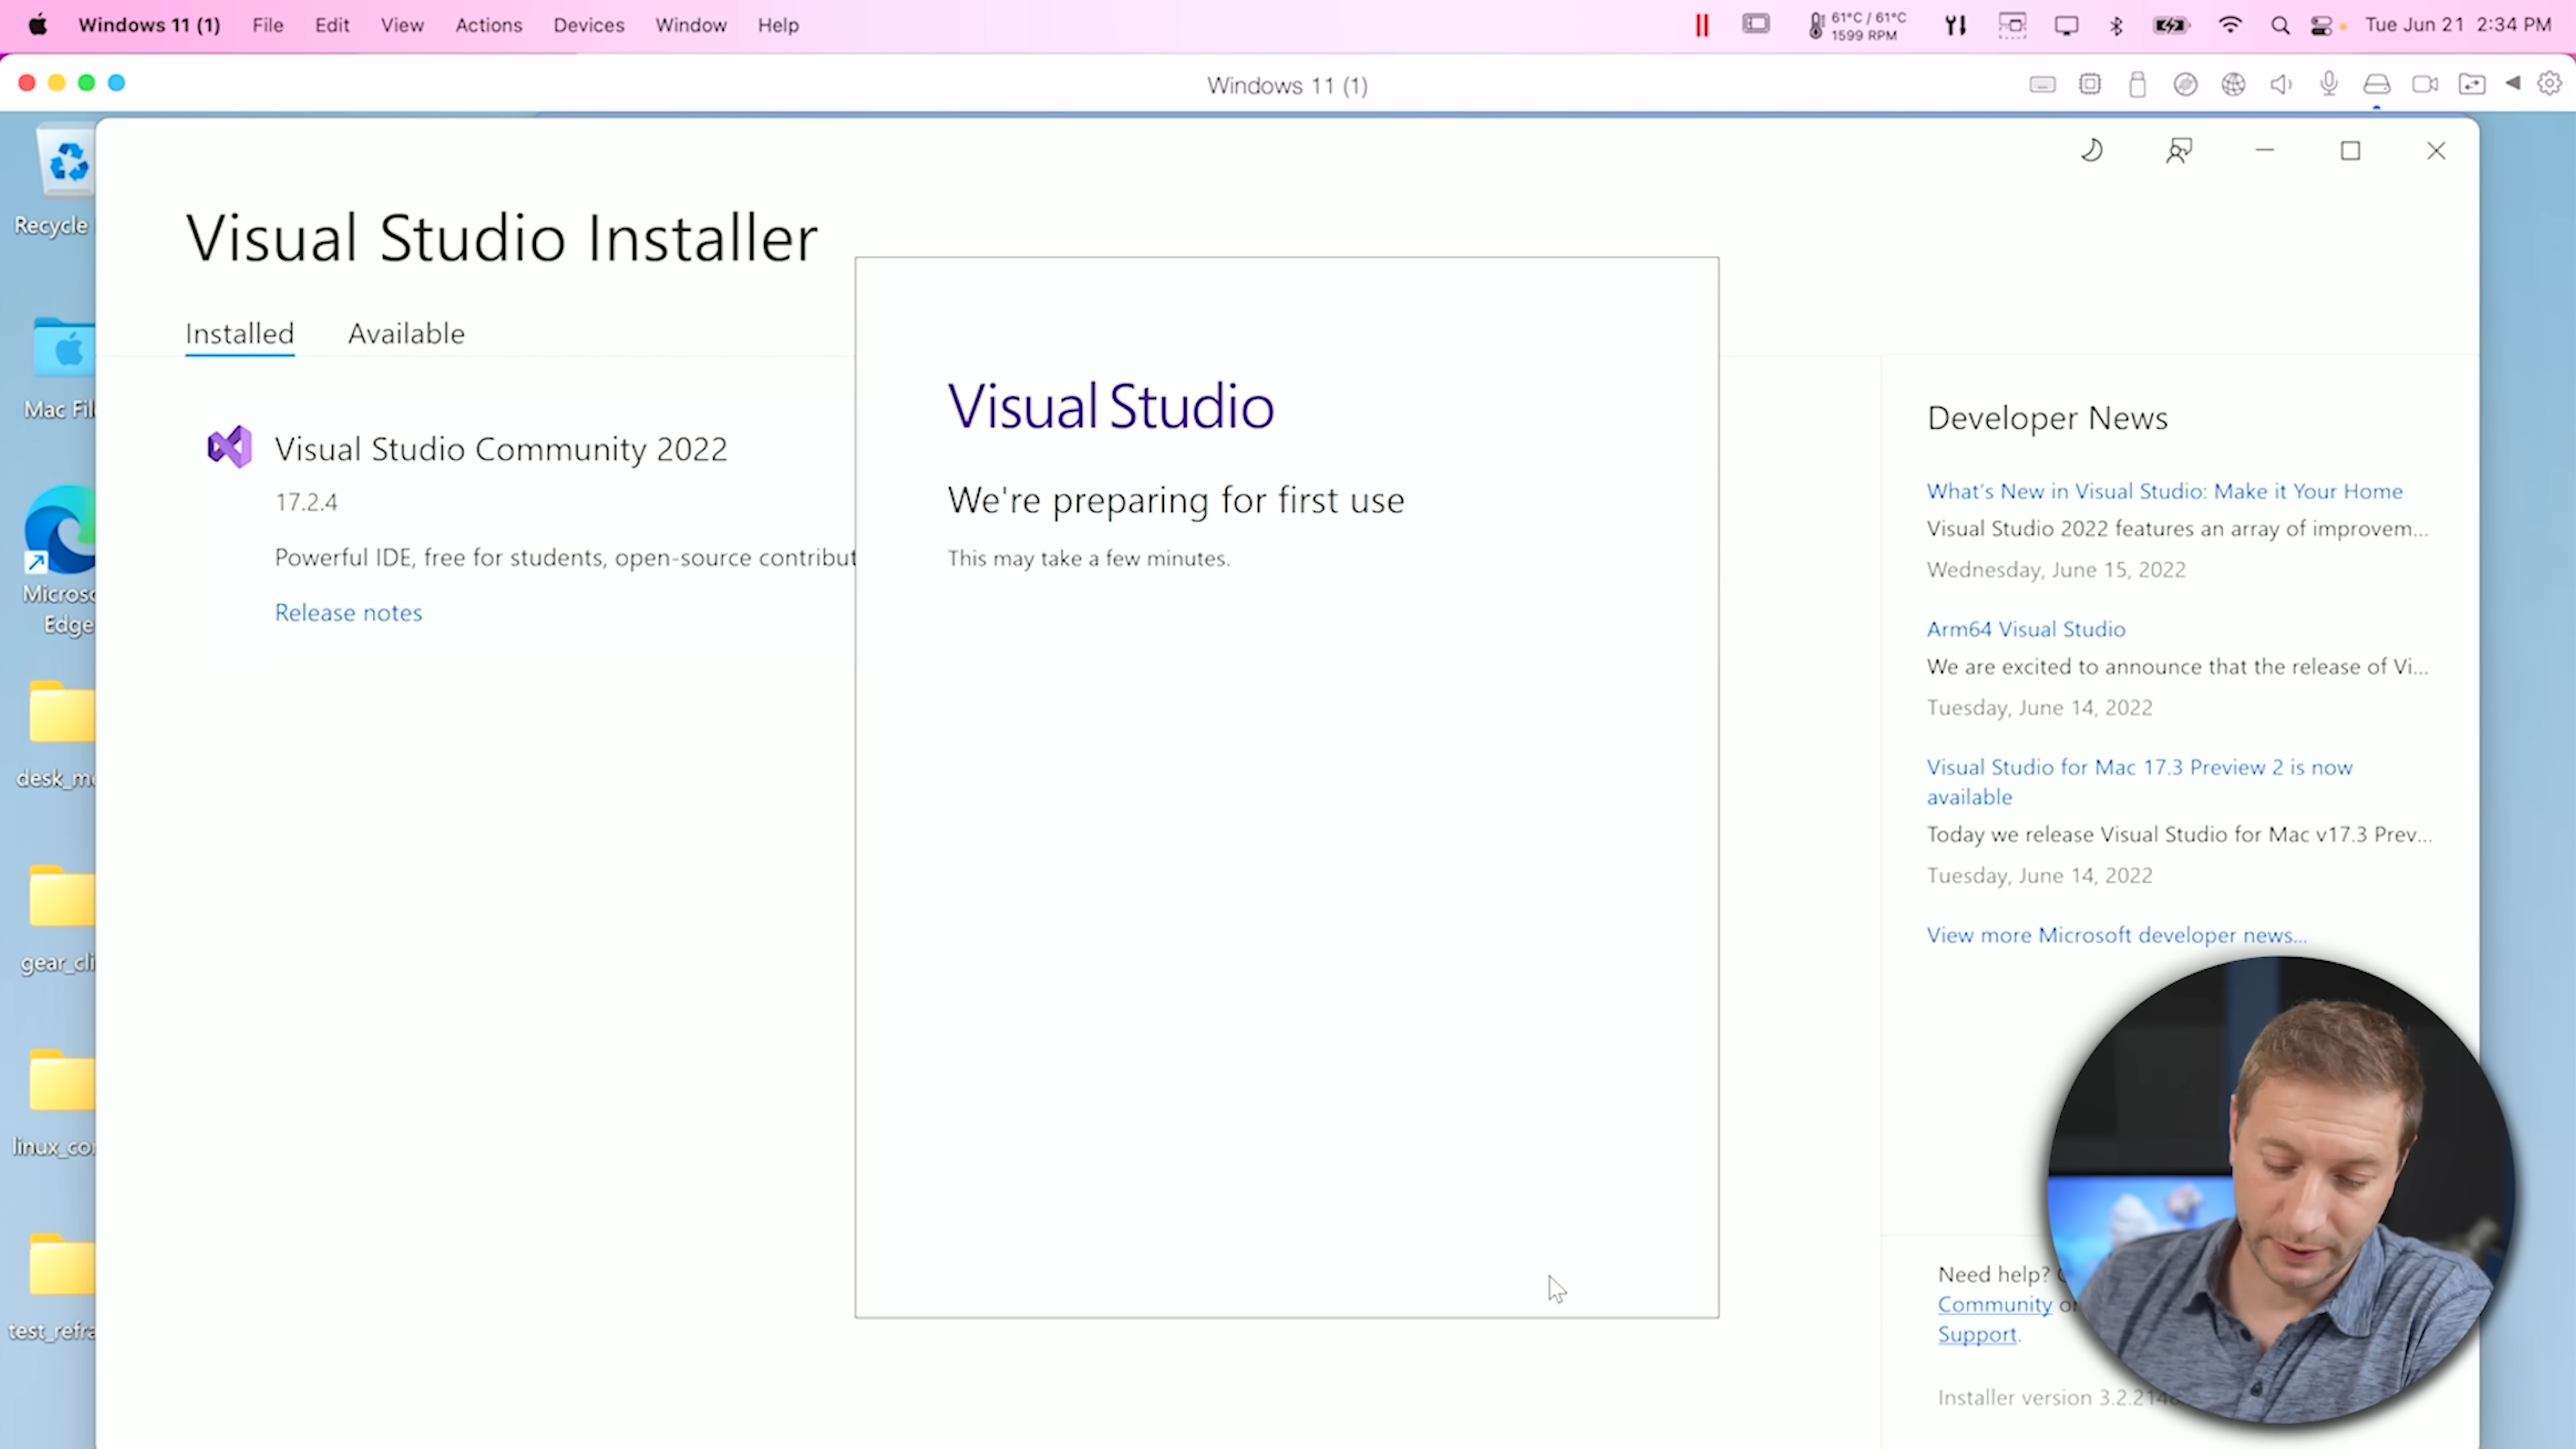 Windows 11 (1) File Edit View Actions Devices Window Help 61°C / 61°C Tue Jun 21 2:34 PM
1599 RPM
Windows 11 (1)
Recycle
Visual Studio Installer
Installed Available
Mac Fil
Visual Studio Community 2022
17.2.4
Powerful IDE, free for students, open-source contribut
Release notes
Micros
Edge
desk_m
gear_cli
linux_co
test_refra
Visual Studio
We're preparing for first use
This may take a few minutes.
Developer News
What's New in Visual Studio: Make it Your Home
Visual Studio 2022 features an array of improvem...
Wednesday, June 15, 2022
Arm64 Visual Studio
We are excited to announce that the release of Vi...
Tuesday, June 14, 2022
Visual Studio for Mac 17.3 Preview 2 is now
available
Today we release Visual Studio for Mac v17.3 Prev...
Tuesday, June 14, 2022
View more Microsoft developer news...
Need help?
Community or
Support.
Installer version 3.2.214